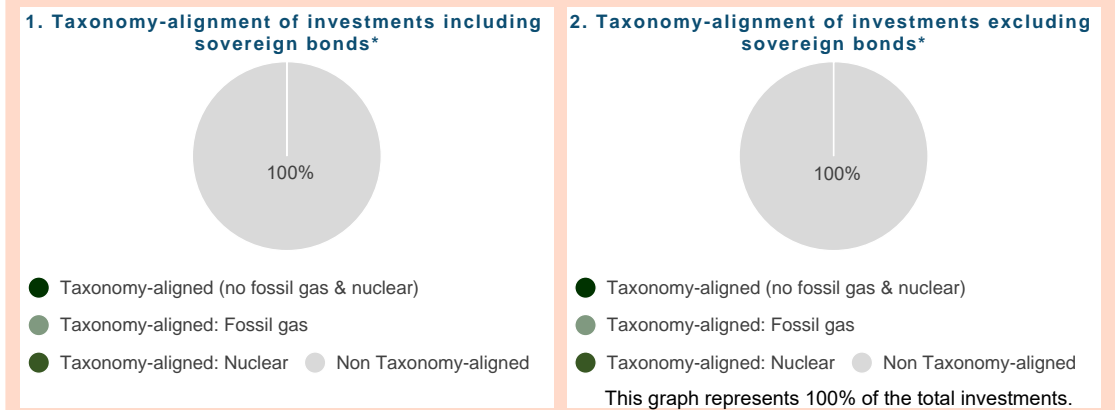 1. Taxonomy-alignment of investments including
sovereign bonds*
100%
Taxonomy-aligned (no fossil gas & nuclear)
Taxonomy-aligned: Fossil gas
Taxonomy-aligned: Nuclear Non Taxonomy-aligned
2. Taxonomy-alignment of investments excluding
sovereign bonds*
100%
Taxonomy-aligned (no fossil gas & nuclear)
Taxonomy-aligned: Fossil gas
Taxonomy-aligned: Nuclear Non Taxonomy-aligned
This graph represents 100% of the total investments.